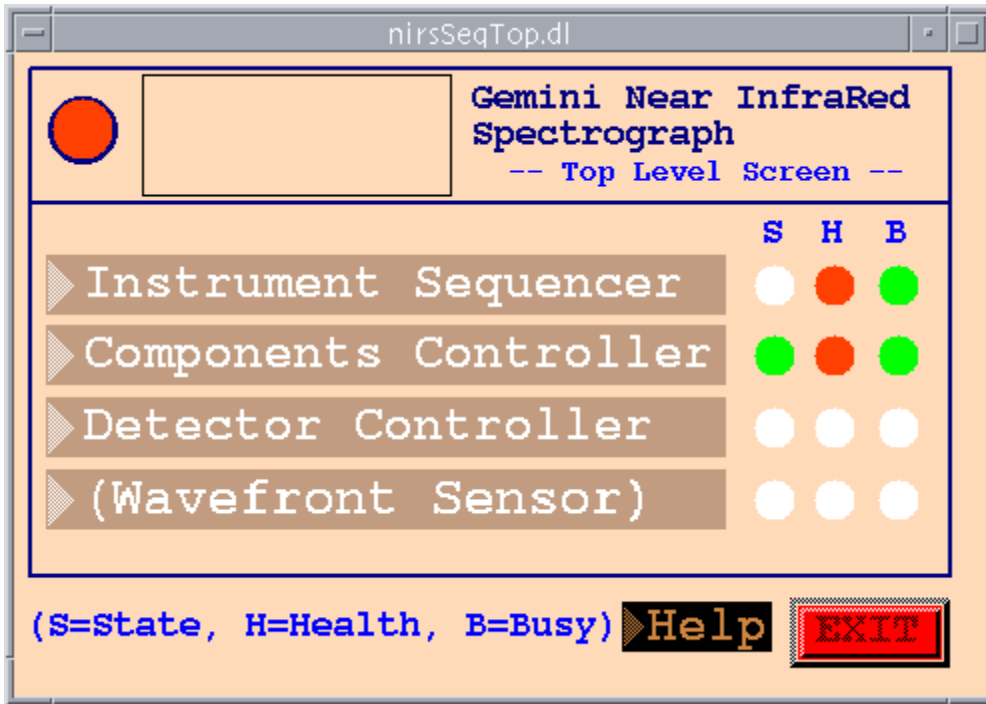 nirsSeqTop.dl
Gemini Near InfraRed
Spectrograph
-- Top Level Screen --
S H B
Instrument Sequencer
Components Controller
Detector Controller
(Wavefront Sensor)
(S=State, H=Health, B=Busy) Help EXIT